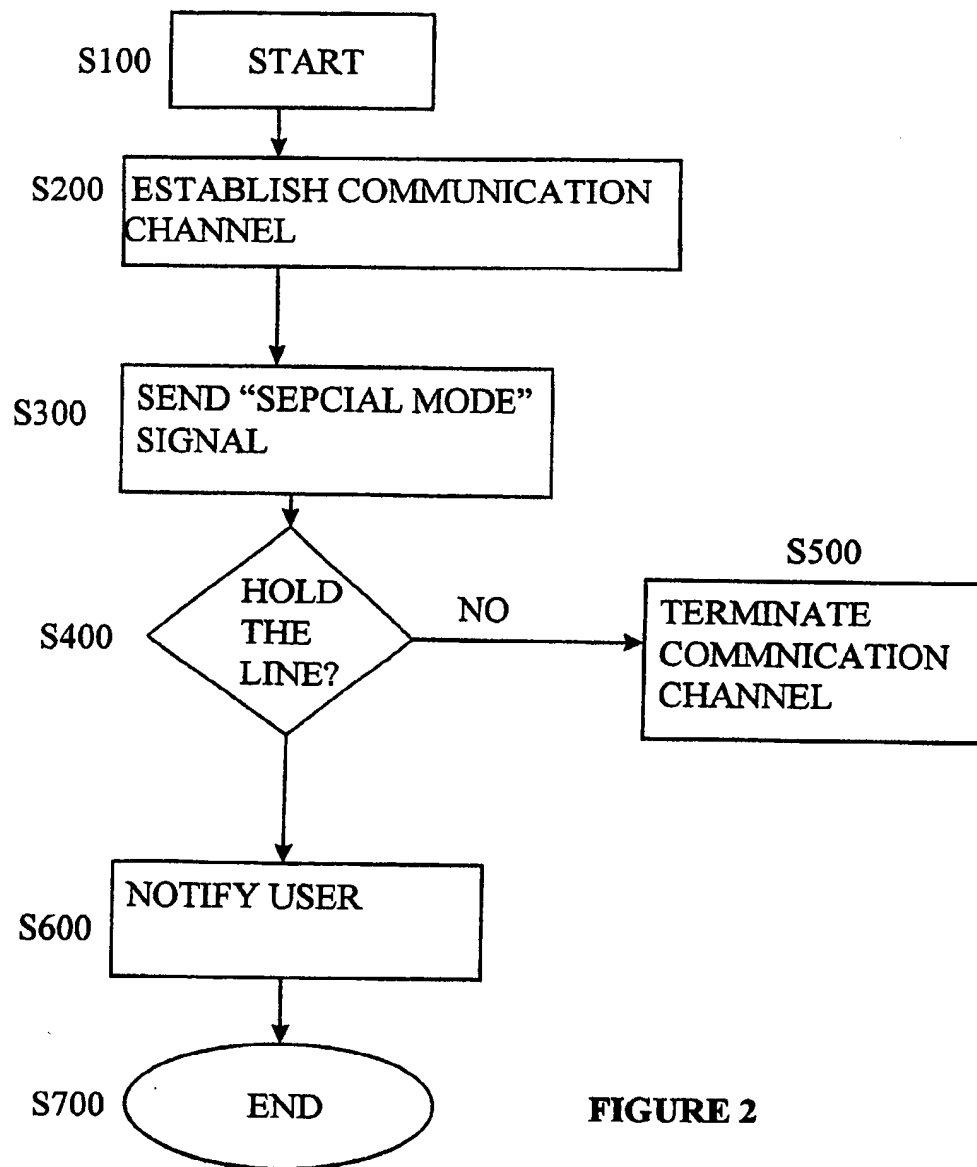 S100
START
S200
ESTABLISH COMMUNICATION
CHANNEL
S300
SEND “SEPCIAL MODE”
SIGNAL
S400
HOLD
THE
LINE?
NO
S500
TERMINATE
COMMNICATION
CHANNEL
S600
NOTIFY USER
S700
END
FIGURE 2